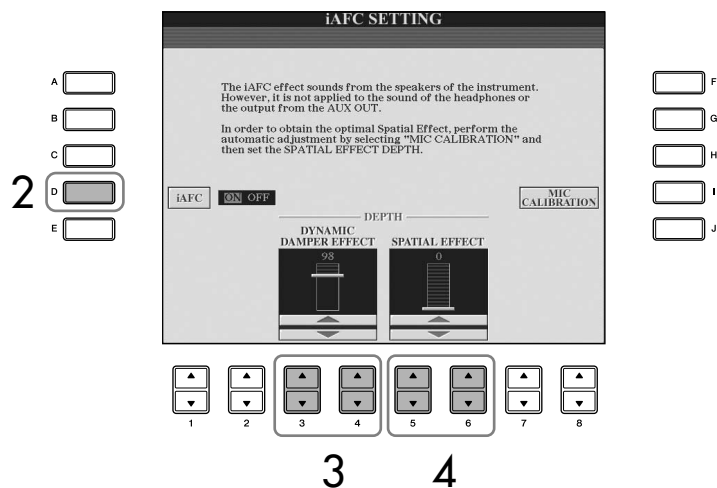 iAFC SETTING
A
F
The iAFC effect sounds from the speakers of the instrument.
However, it is not applied to the sound of the headphones or
the output from the AUX OUT.
B
G
In order to obtain the optimal Spatial Effect, perform the
automatic adjustment by selecting "MIC CALIBRATION" and
then set the SPATIAL EFFECT DEPTH.
C
H
2
D
iAFC
ON OFF
MIC
CALIBRATION
I
E
J
DEPTH
DYNAMIC
DAMPER EFFECT
SPATIAL EFFECT
98
0
1
2
3
4
5
6
7
8
3
4